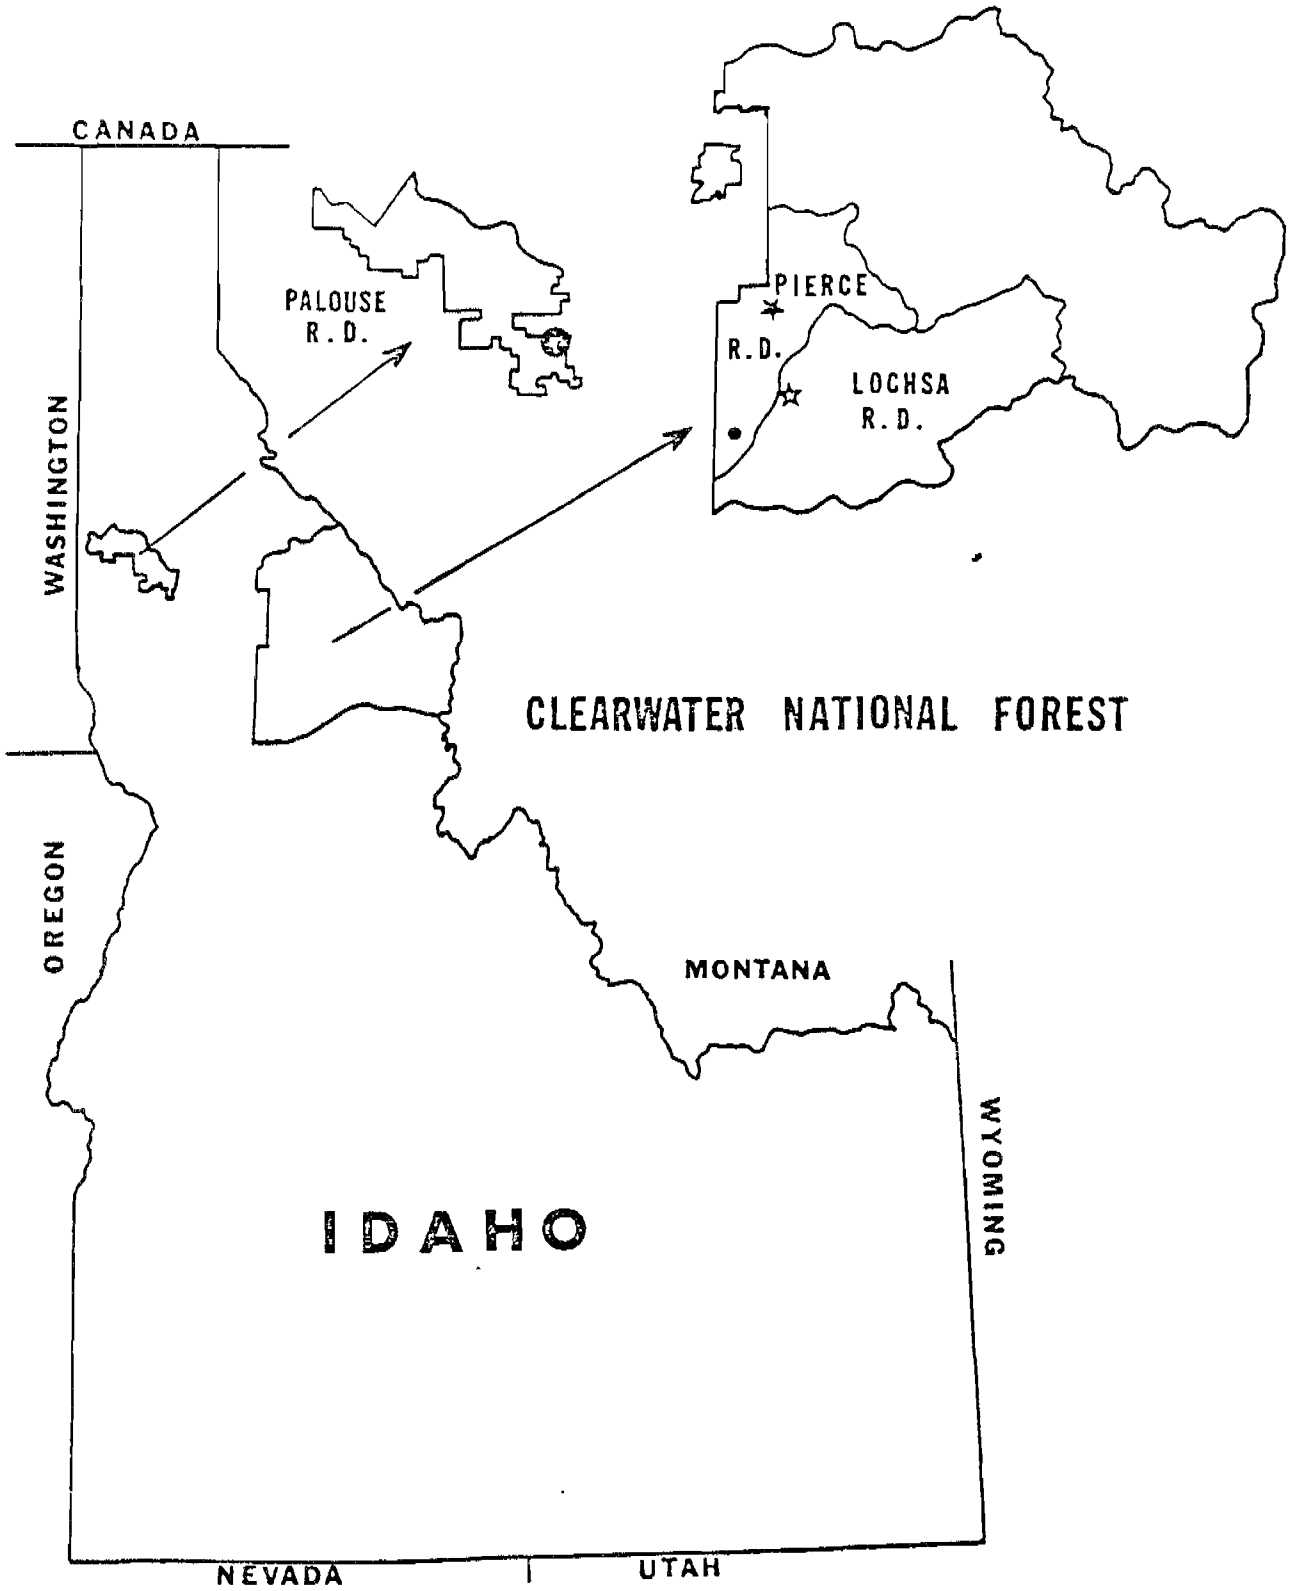 CANADA
PALOUSE
R.D.
PIERCE
R.D.
LOCHSA
R.D.
WASHINGTON
CLEARWATER NATIONAL FOREST
OREGON
MONTANA
WYOMING
IDAHO
NEVADA
UTAH